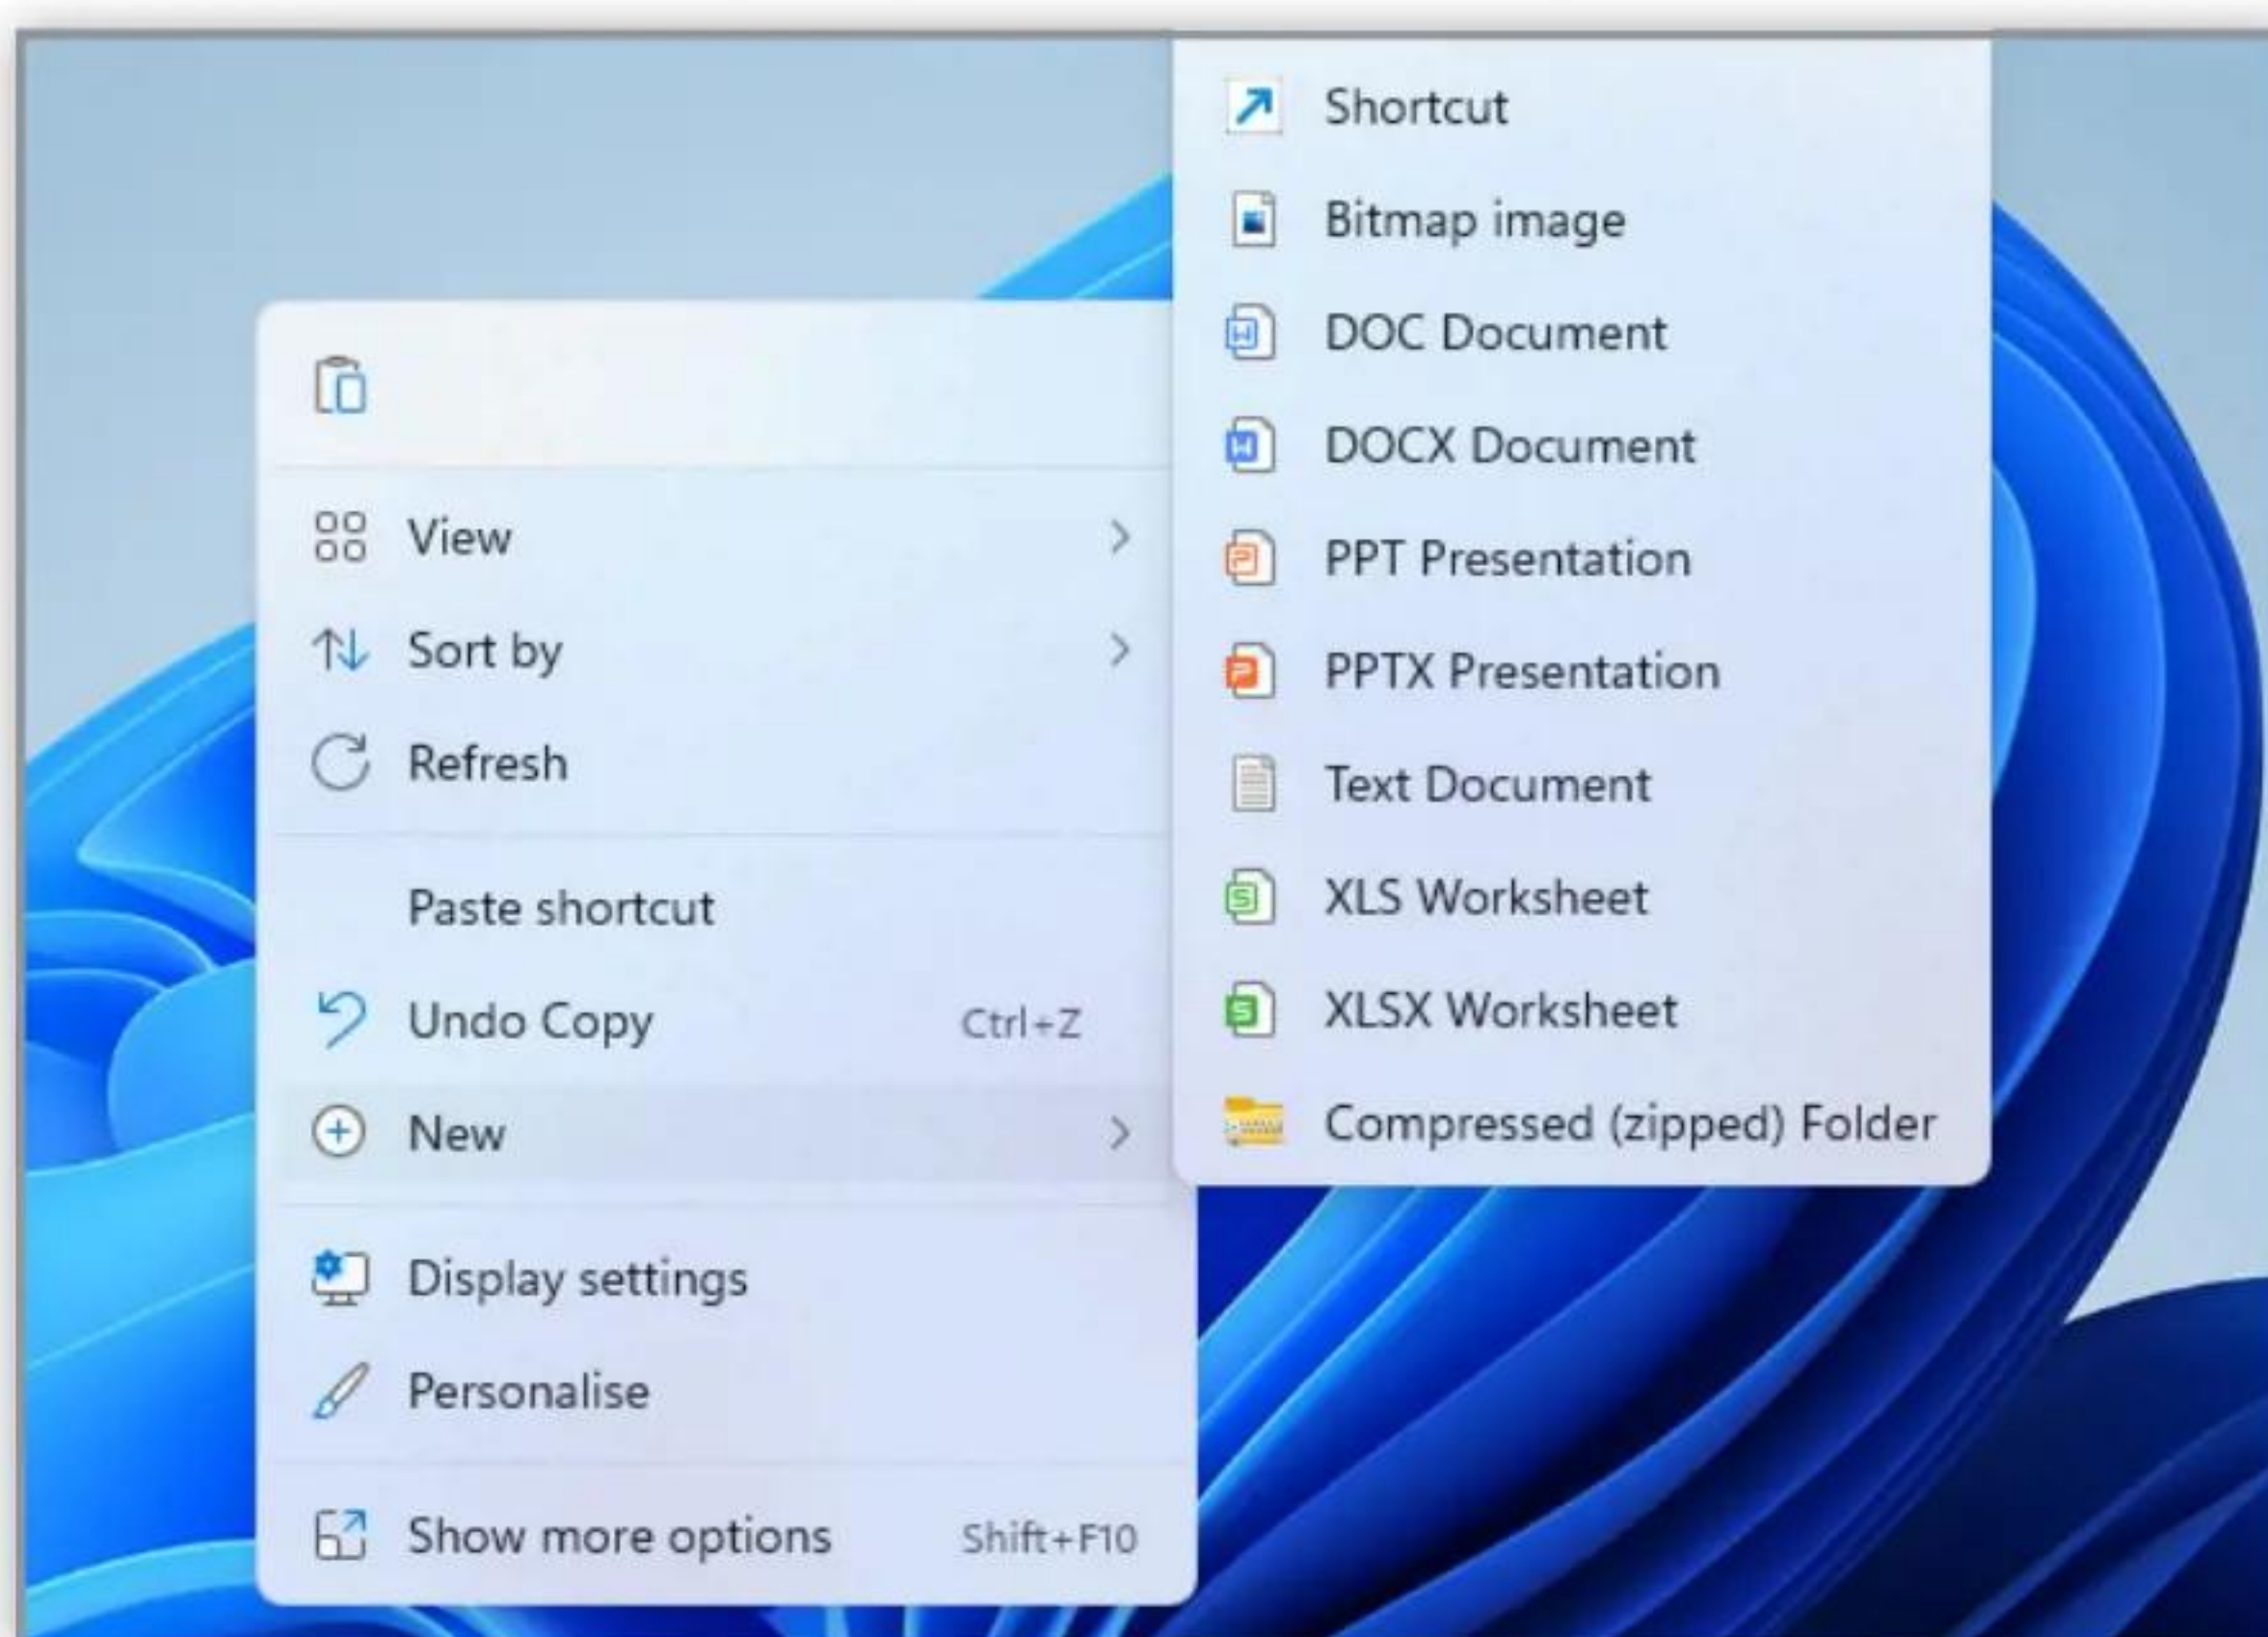 View
Sort by
Refresh
Paste shortcut
Undo Copy Ctrl+Z
New
Display settings
Personalise
Show more options Shift+F10
Shortcut
Bitmap image
DOC Document
DOCX Document
PPT Presentation
PPTX Presentation
Text Document
XLS Worksheet
XLSX Worksheet
Compressed (zipped) Folder